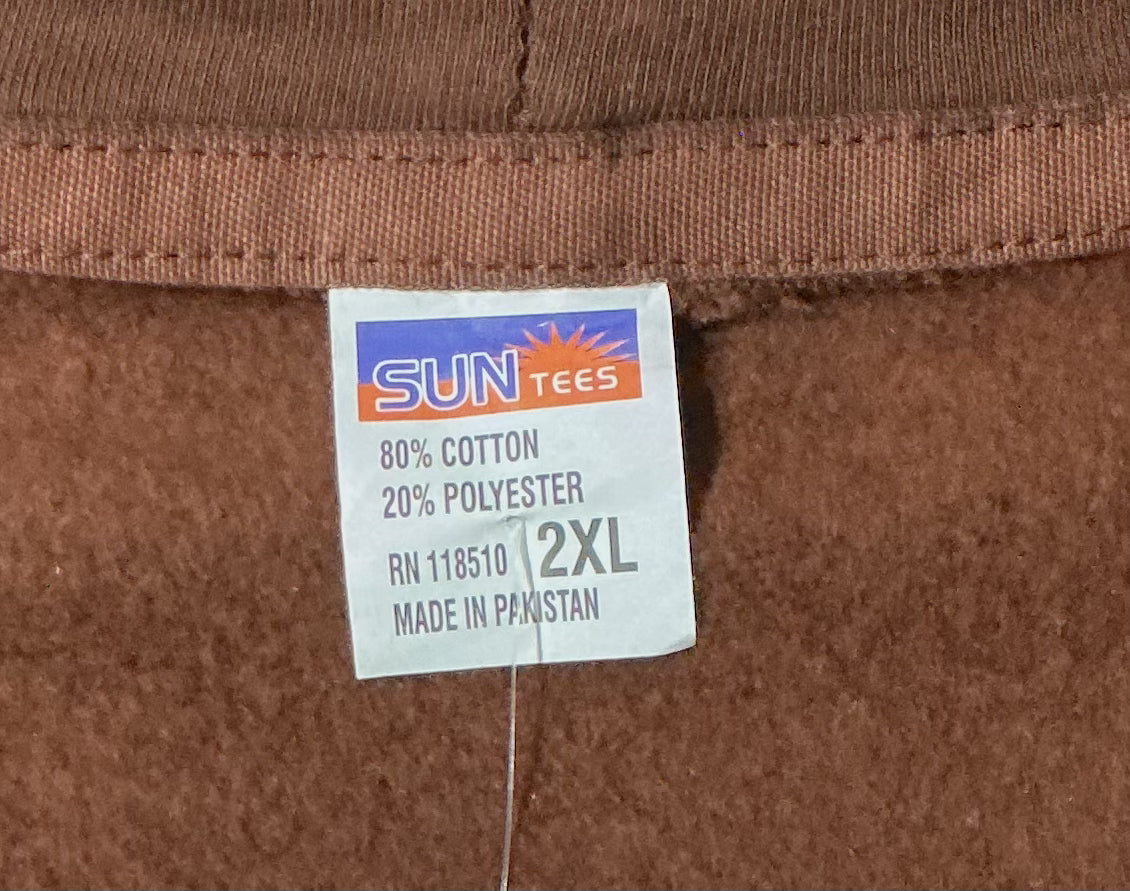 SUN TEES
80% COTTON
20% POLYESTER
RN 118510 2XL
MADE IN PAKISTAN